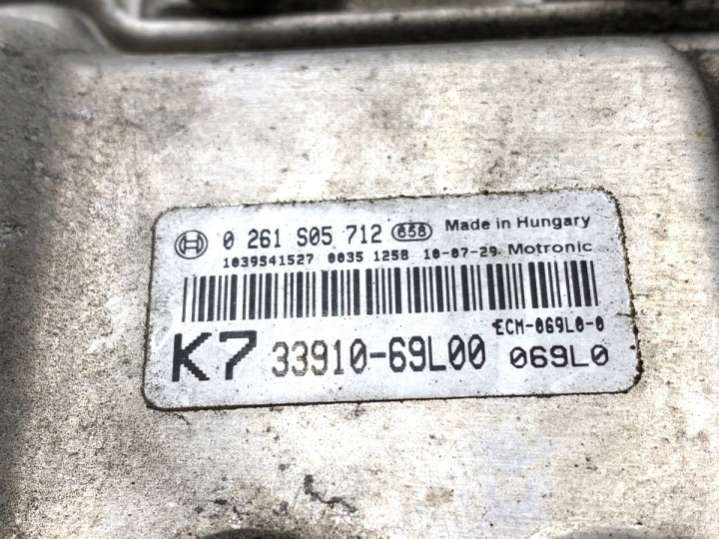 0 261 S05 712 858 Made in Hungary
1039S41527 0035 1258 10-07-29 Motronic
ECM-069L0-0
K7 33910-69L00 069L0